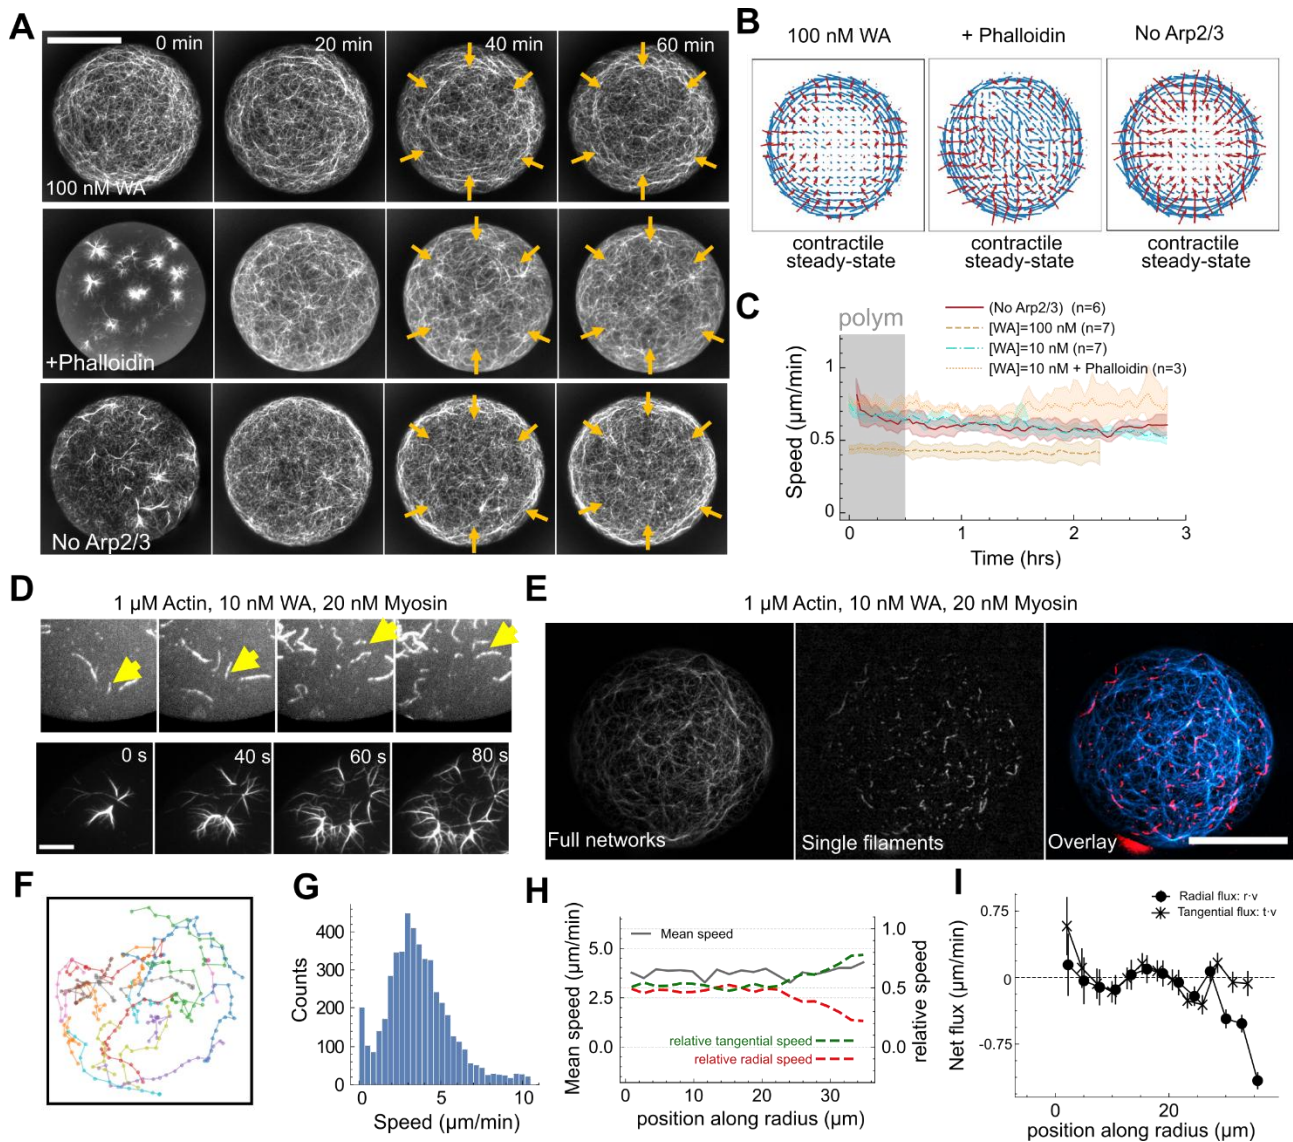 A
0 min
20 min
40 min
60 min
100 nM WA
+Phalloidin
No Arp2/3
B
100 nM WA
+ Phalloidin
No Arp2/3
contractile
steady-state
contractile
steady-state
contractile
steady-state
C
polym
(No Arp2/3) (n=6)
[WA]=100 nM (n=7)
[WA]=10 nM (n=7)
[WA]=10 nM + Phalloidin (n=3)
Speed (µm/min)
1
0.5
0
0
1
2
3
Time (hrs)
D
1 µM Actin, 10 nM WA, 20 nM Myosin
0 s
40 s
60 s
80 s
E
1 µM Actin, 10 nM WA, 20 nM Myosin
Full networks
Single filaments
Overlay
F
G
Counts
400
300
200
100
0
0
5
10
Speed (µm/min)
H
Mean speed (µm/min)
5.0
2.5
0.0
Mean speed
relative tangential speed
relative radial speed
1.0
0.5
0.0
relative speed
0
10
20
30
position along radius (µm)
I
Radial flux: r·v
Tangential flux: t·v
Net flux (µm/min)
0.75
0
-0.75
0
20
position along radius (µm)